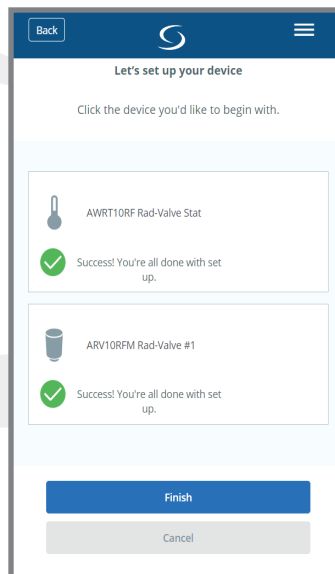 Back
Let's set up your device
Click the device you'd like to begin with.
AWRT10RF Rad-Valve Stat
Success! You're all done with set
up.
ARV10RFM Rad-Valve #1
Success! You're all done with set
up.
Finish
Cancel